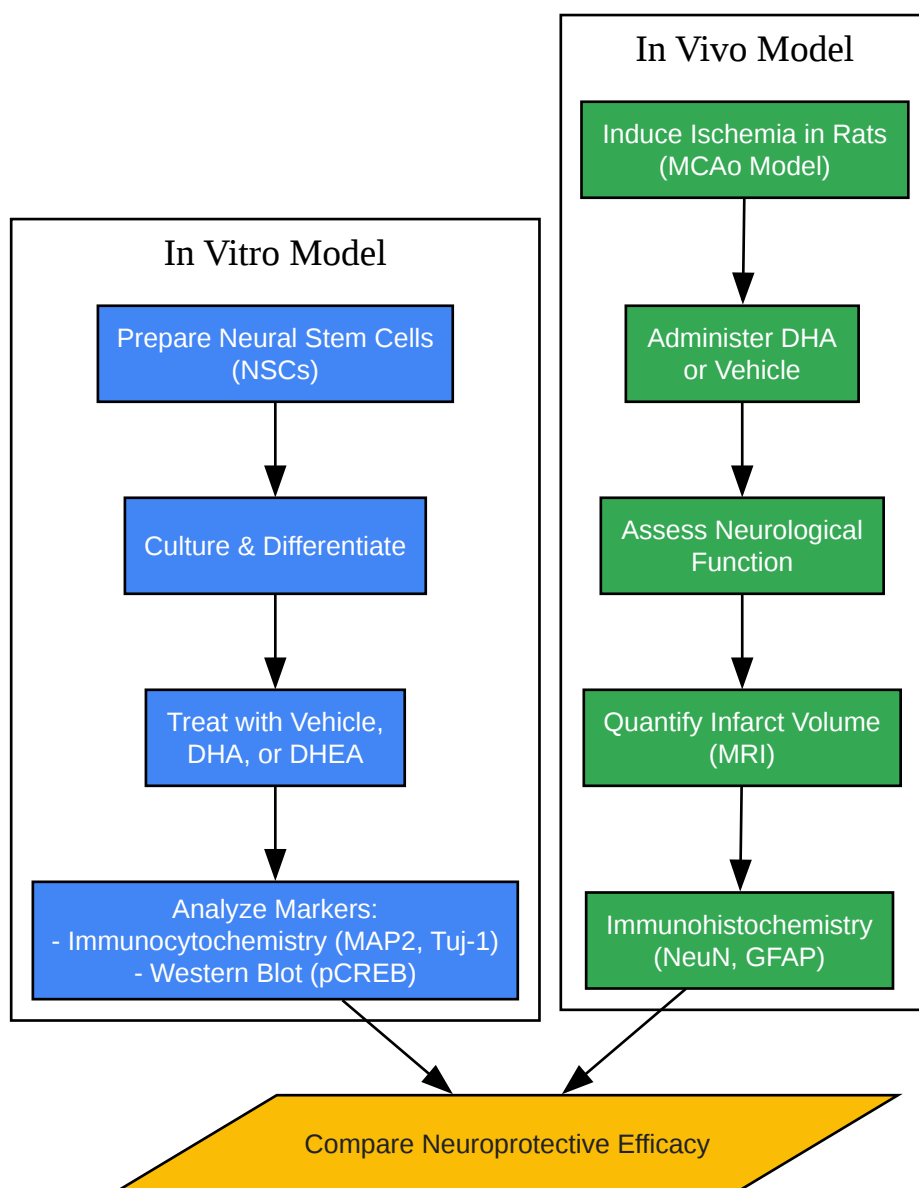 In Vitro Model
Prepare Neural Stem Cells
(NSCs)
Culture & Differentiate
Treat with Vehicle,
DHA, or DHEA
Analyze Markers:
- Immunocytochemistry (MAP2, Tuj-1)
- Western Blot (pCREB)
In Vivo Model
Induce Ischemia in Rats
(MCAo Model)
Administer DHA
or Vehicle
Assess Neurological
Function
Quantify Infarct Volume
(MRI)
Immunohistochemistry
(NeuN, GFAP)
Compare Neuroprotective Efficacy